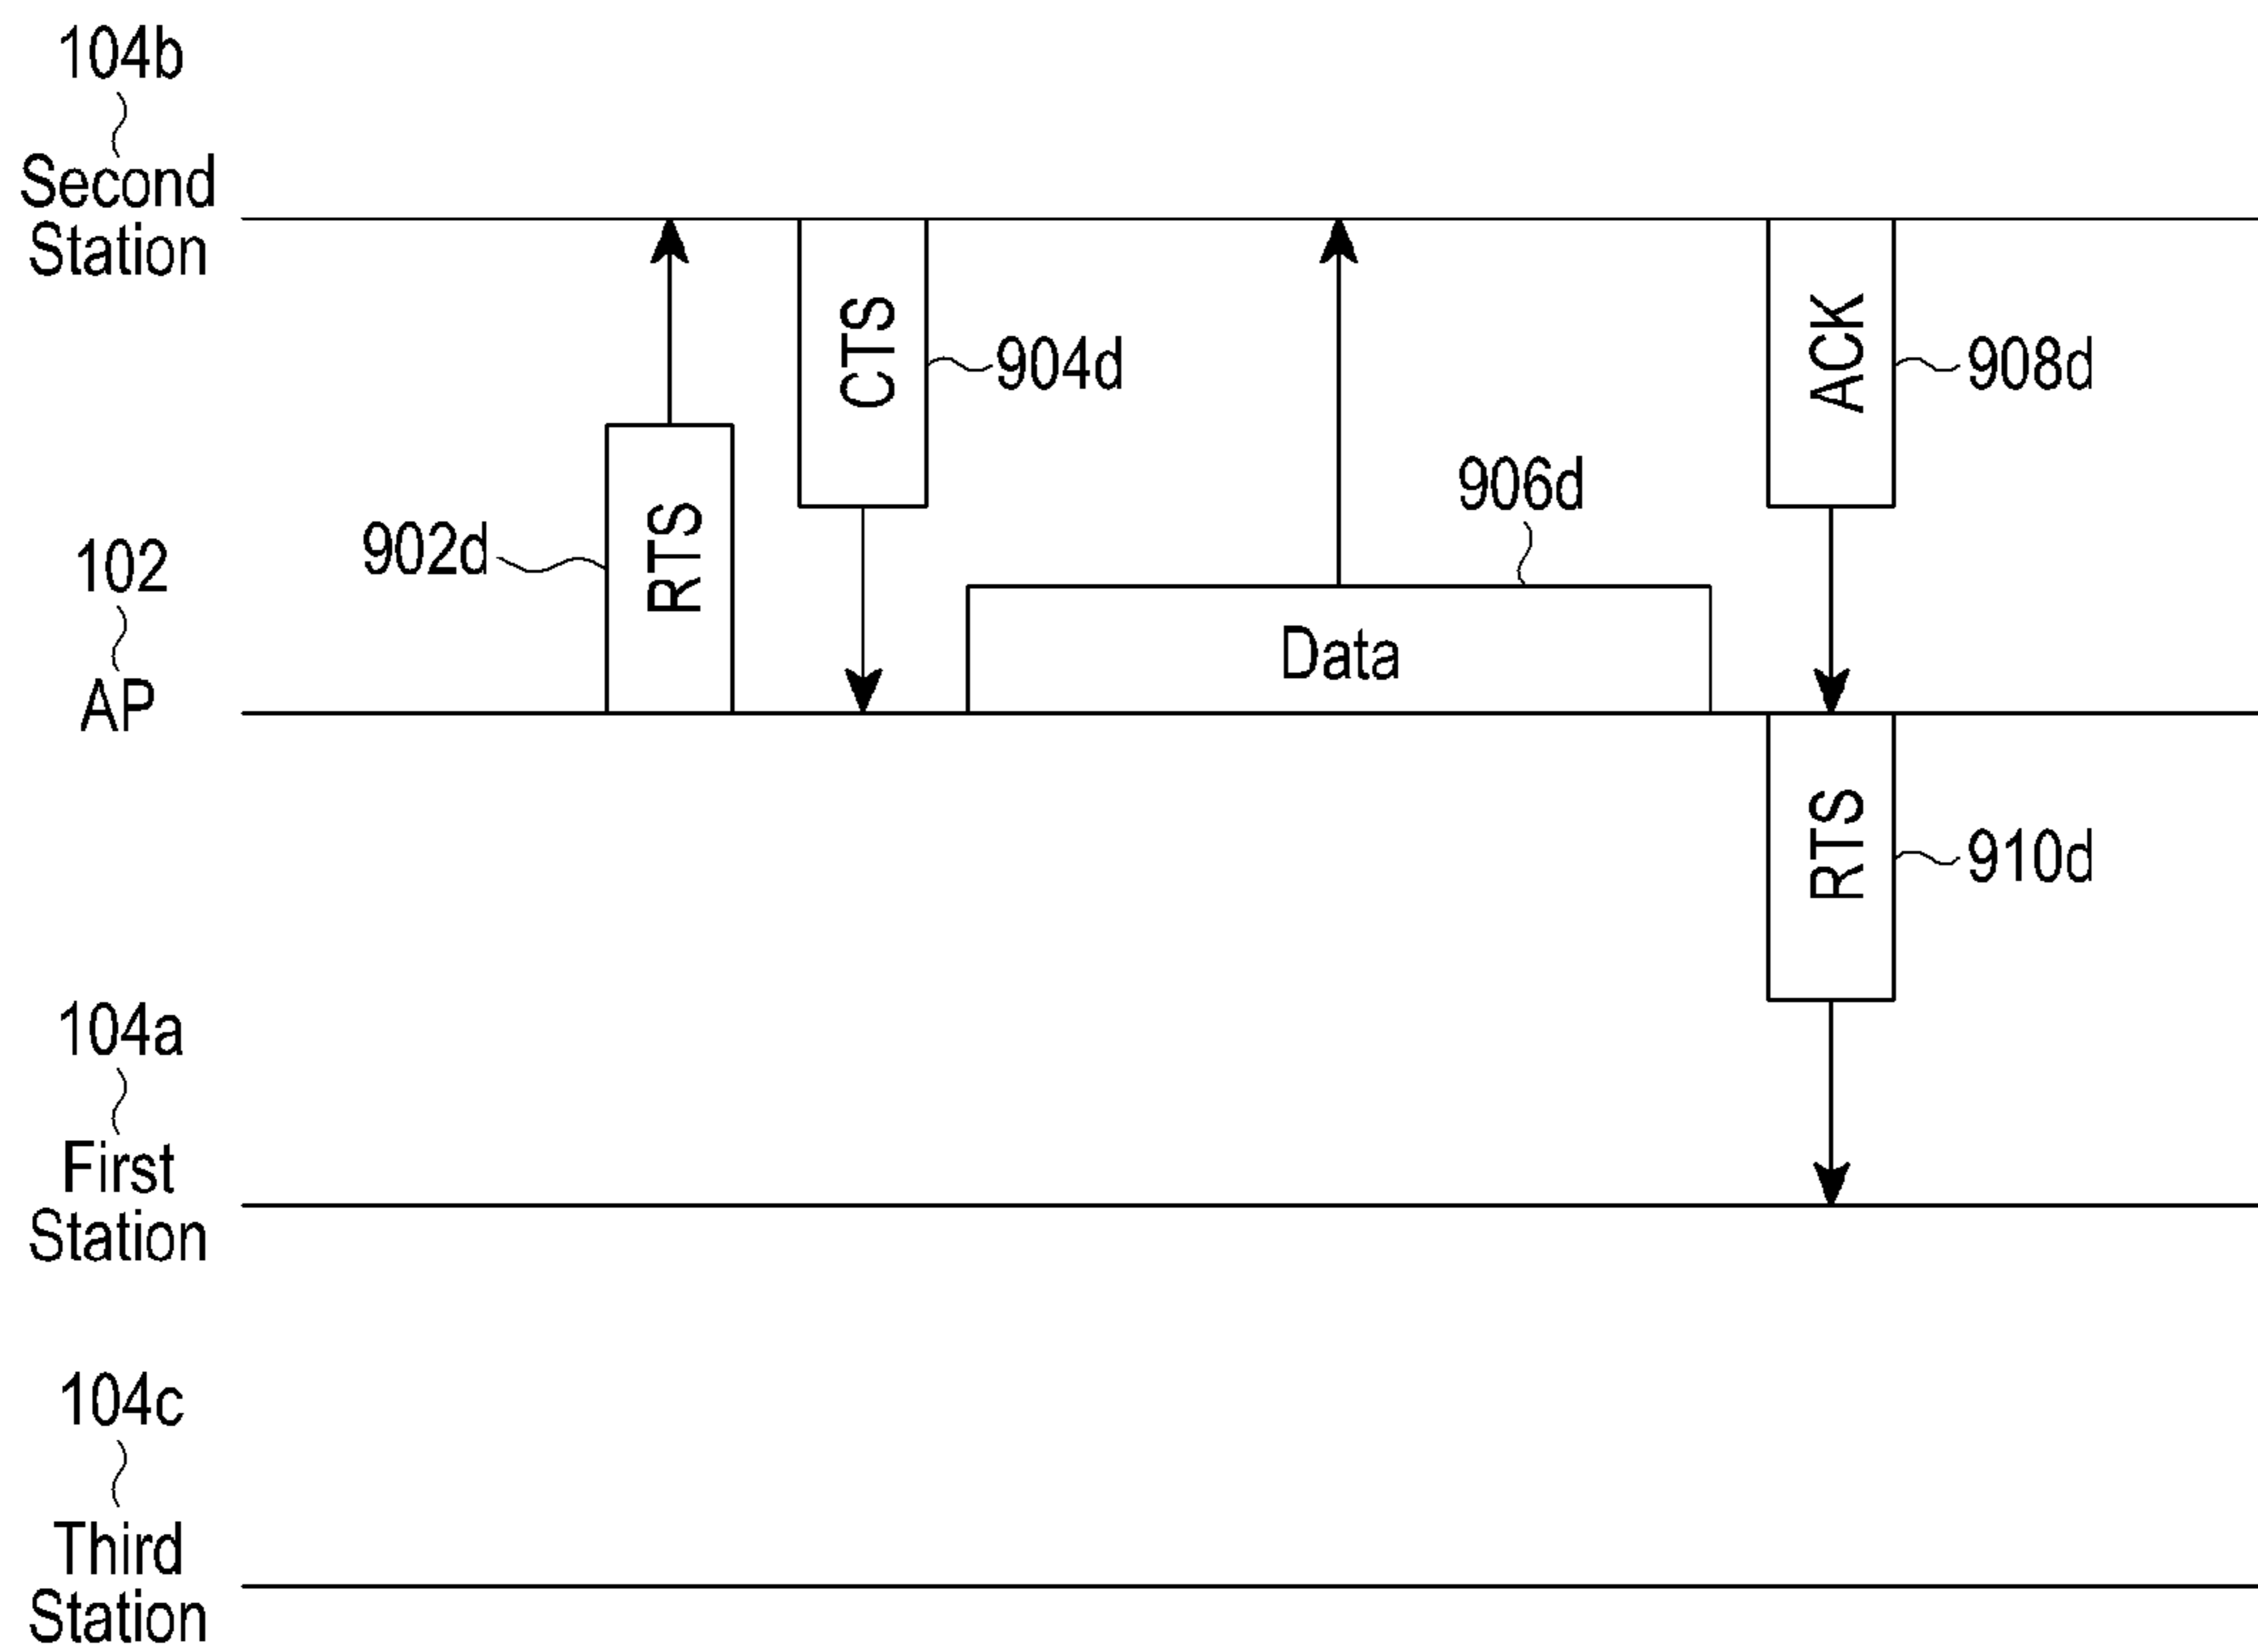 104b
Second
Station
CTS
904d
ACK
908d
906d
902d
RTS
102
AP
Data
RTS
910d
104a
First
Station
104c
Third
Station